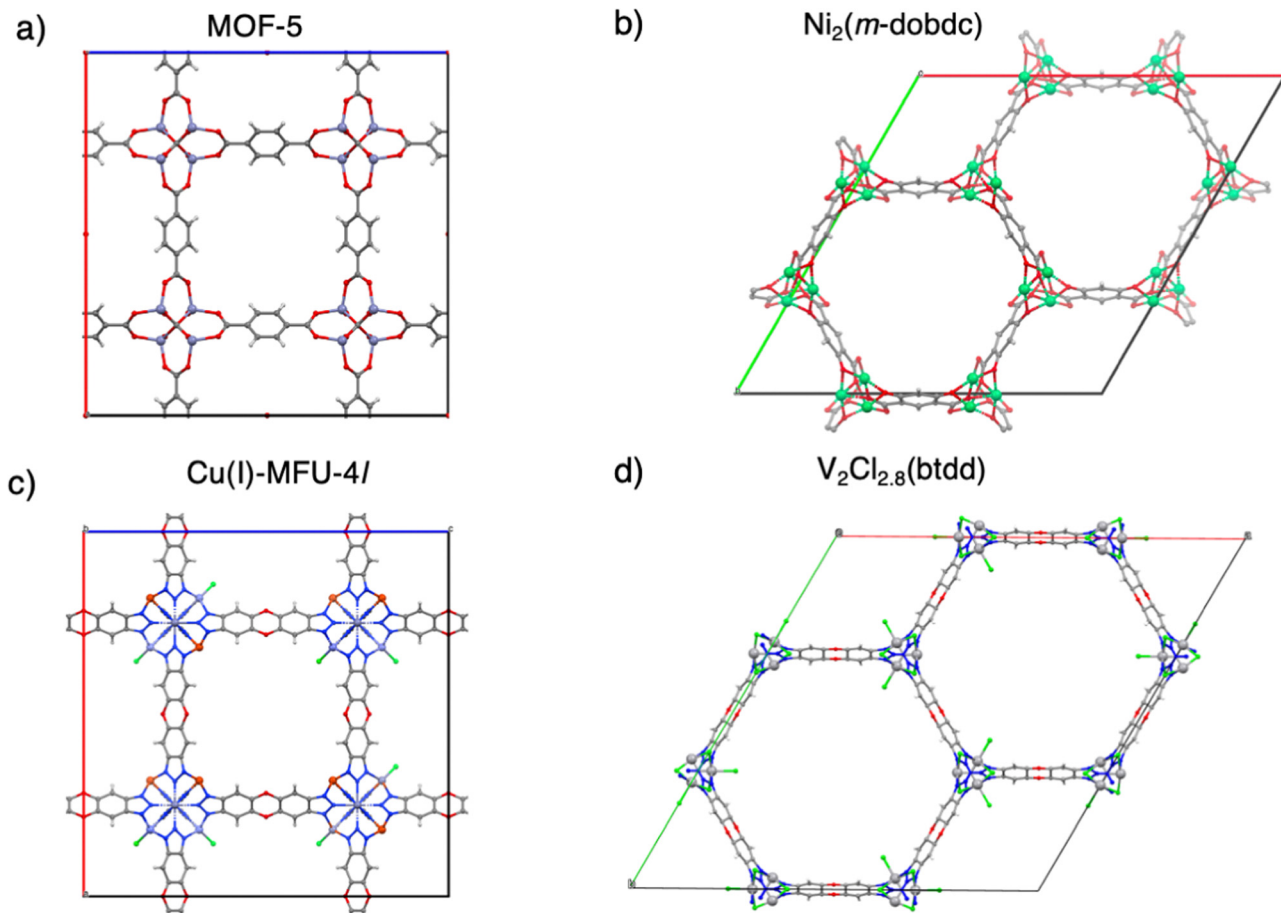 a)
MOF-5
b)
Ni₂(m-dobdc)
c)
Cu(I)-MFU-4l
d)
V₂Cl₂.₈(btdd)